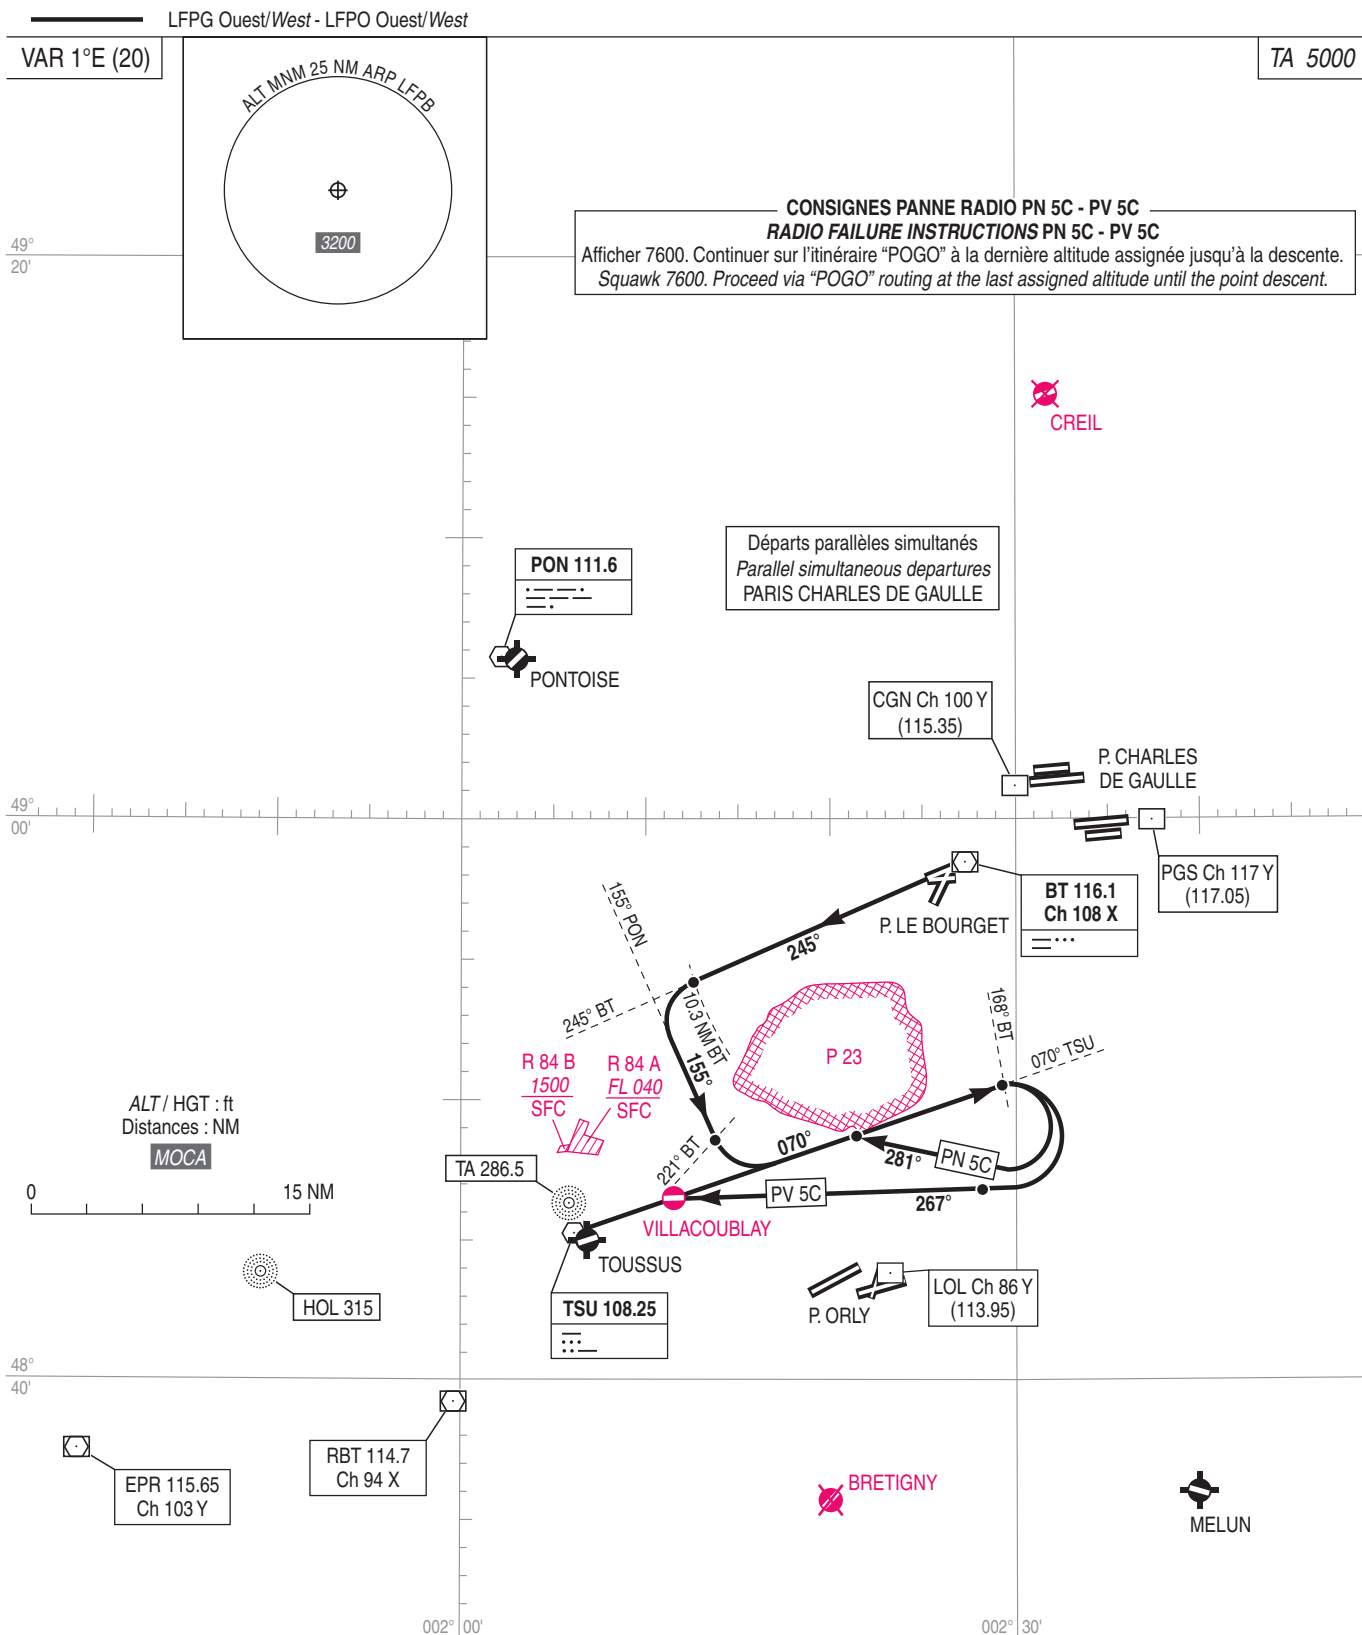 LFPG Ouest/West - LFPO Ouest/West
VAR 1°E (20)
TA 5000
ALT MNM 25 NM ARP LFPB
3200
CONSIGNES PANNE RADIO PN 5C - PV 5C
RADIO FAILURE INSTRUCTIONS PN 5C - PV 5C
Afficher 7600. Continuer sur l'itinéraire “POGO” à la dernière altitude assignée jusqu'à la descente.
Squawk 7600. Proceed via “POGO” routing at the last assigned altitude until the point descent.
49°
20'
CREIL
Départs parallèles simultanés
Parallel simultaneous departures
PARIS CHARLES DE GAULLE
PON 111.6
PONTOISE
CGN Ch 100 Y
(115.35)
P. CHARLES
DE GAULLE
49°
00'
PGS Ch 117 Y
(117.05)
BT 116.1
Ch 108 X
P. LE BOURGET
155° PON
245°
245° BT
10.3 NM BT
168° BT
070° TSU
P 23
155°
R 84 B
1500
SFC
R 84 A
FL 040
SFC
ALT / HGT : ft
Distances : NM
MOCA
0
15 NM
221° BT
070°
281°
PN 5C
TA 286.5
PV 5C
267°
VILLACOUBLAY
TOUSSUS
HOL 315
TSU 108.25
P. ORLY
LOL Ch 86 Y
(113.95)
48°
40'
RBT 114.7
Ch 94 X
EPR 115.65
Ch 103 Y
BRETIGNY
MELUN
002° 00'
002° 30'